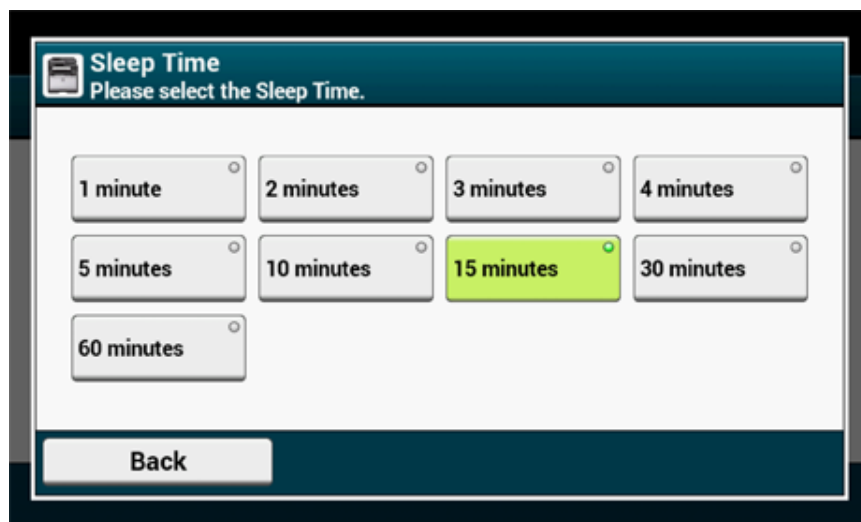 Sleep Time
Please select the Sleep Time.
1 minute
2 minutes
3 minutes
4 minutes
5 minutes
10 minutes
15 minutes
30 minutes
60 minutes
Back